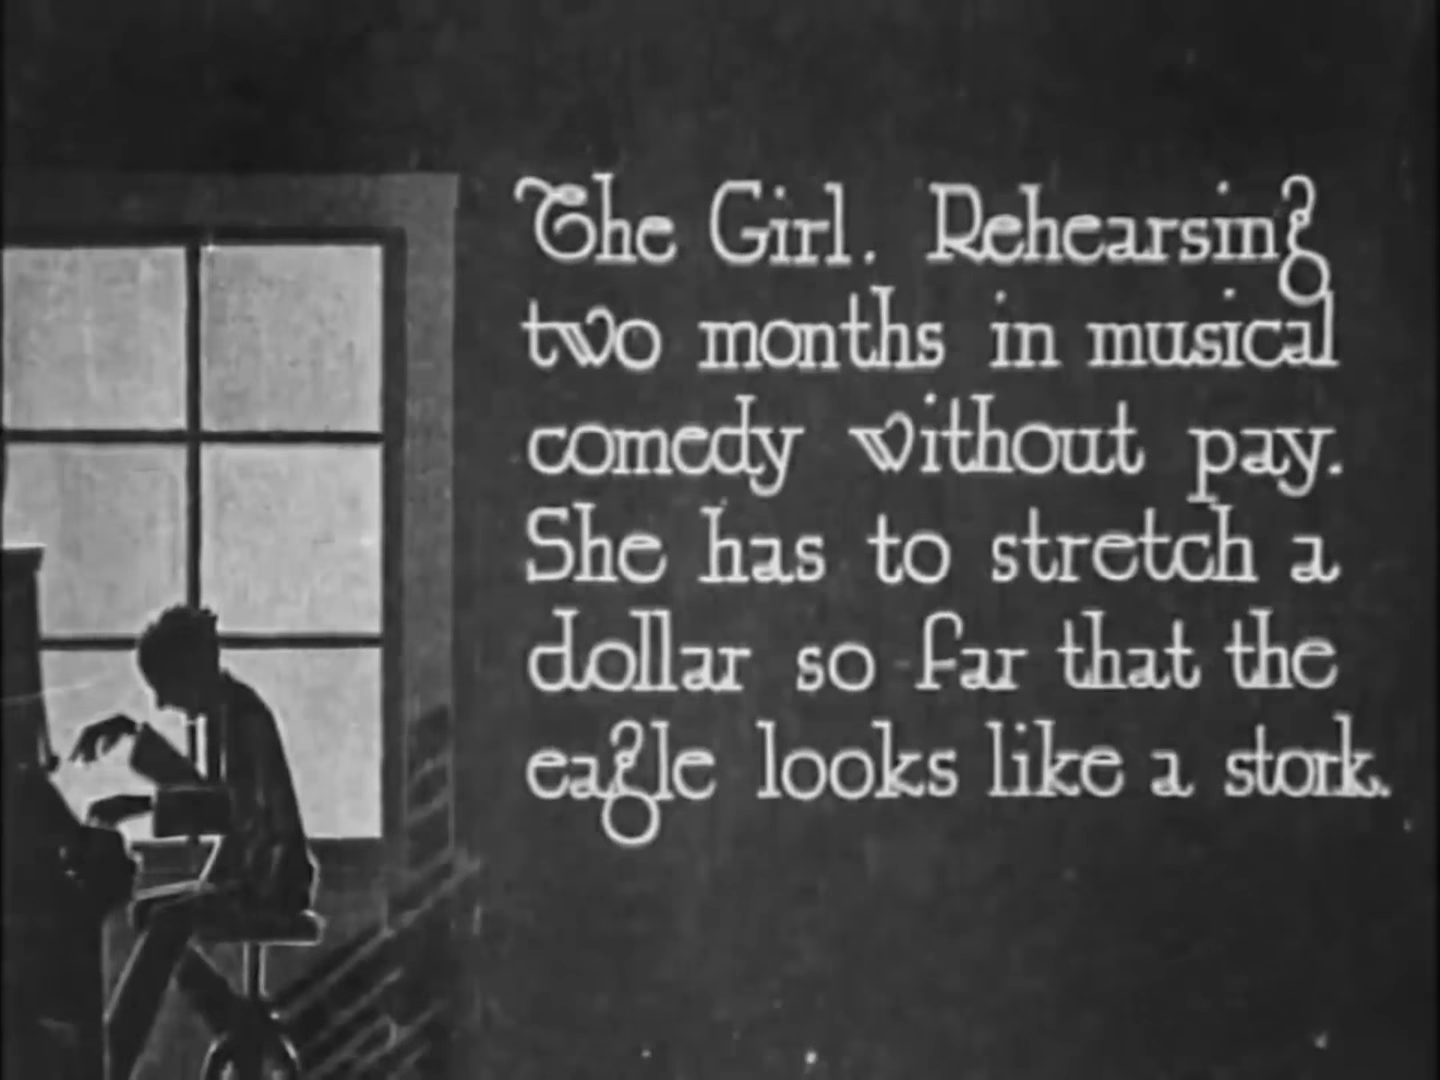 The Girl. Rehearsing
two months in musical
comedy without pay.
She has to stretch a
dollar so far that the
eagle looks like a stork.